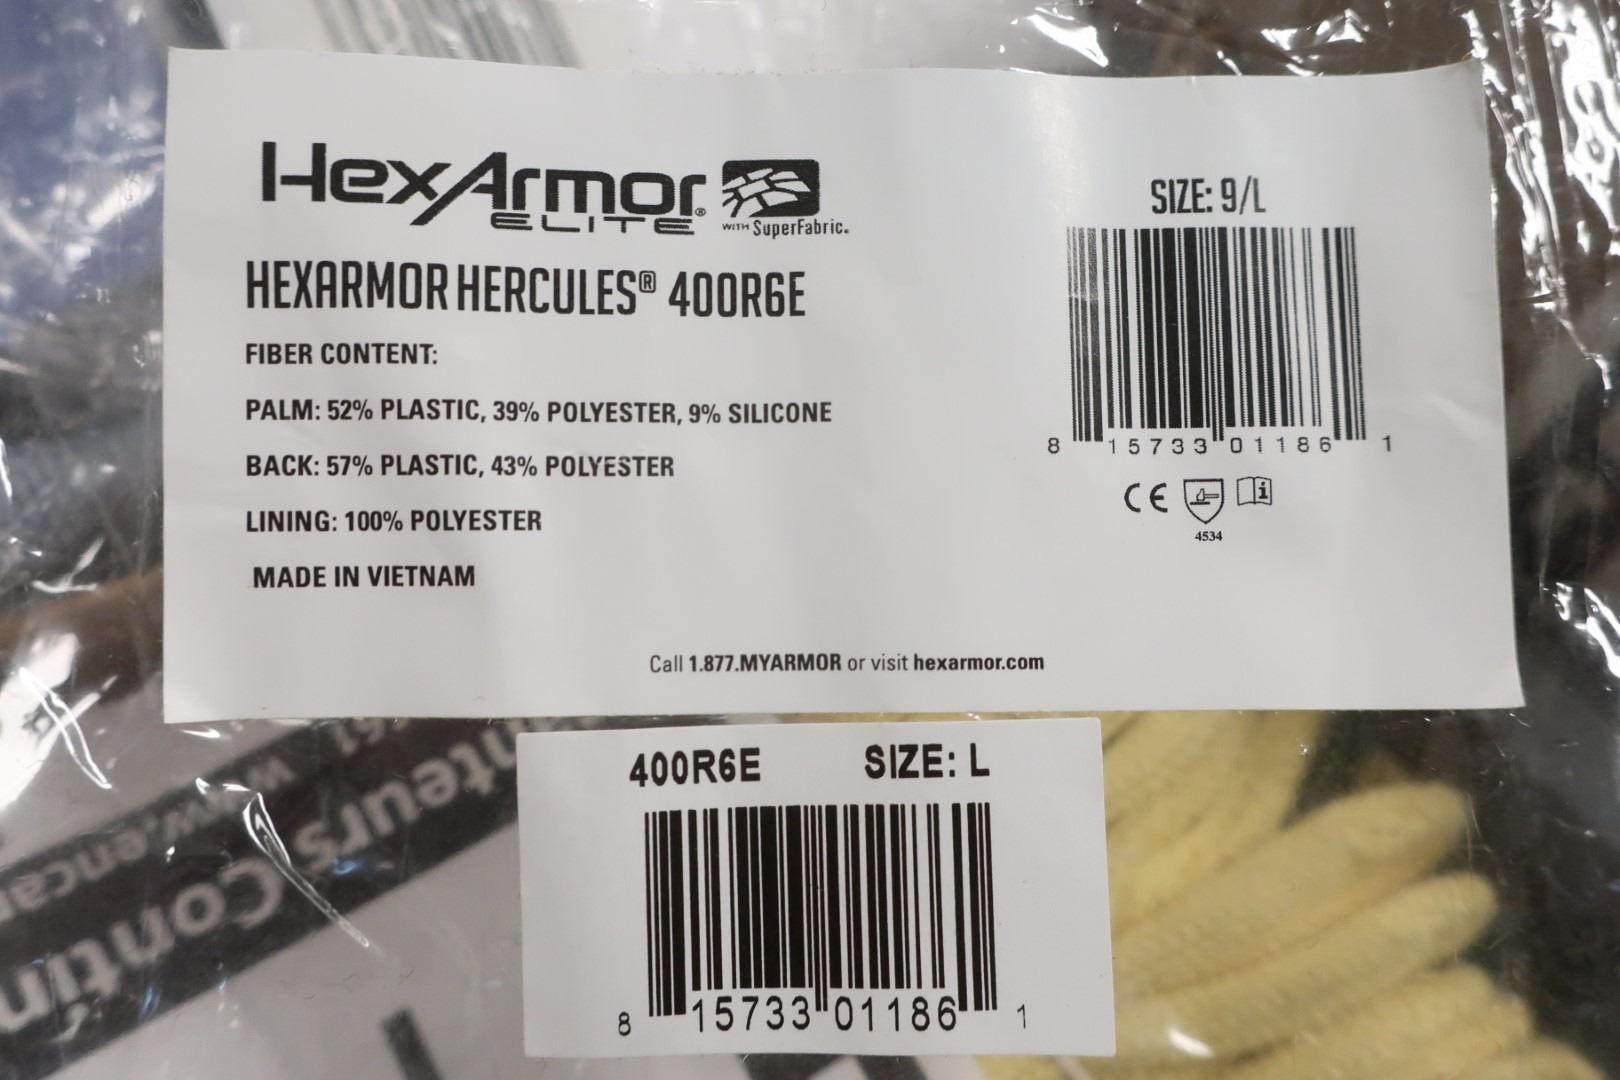 HexArmor®
ELITE
WITH SuperFabric®
HEXARMOR HERCULES® 400R6E
FIBER CONTENT:
PALM: 52% PLASTIC, 39% POLYESTER, 9% SILICONE
BACK: 57% PLASTIC, 43% POLYESTER
LINING: 100% POLYESTER
MADE IN VIETNAM
SIZE: 9/L
8 15733 01186 1
CE
4534
Call 1.877.MYARMOR or visit hexarmor.com
400R6E SIZE: L
8 15733 01186 1